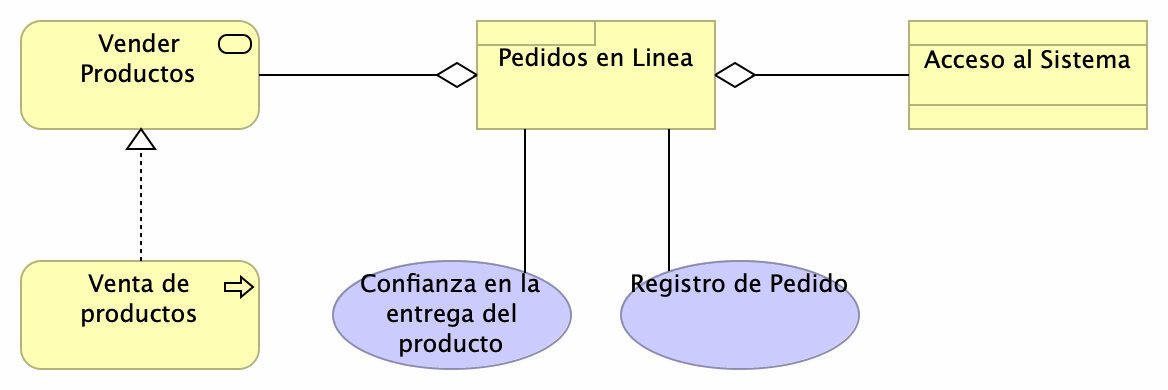 Vender
Productos
Pedidos en Linea
Acceso al Sistema
Venta de
productos
Confianza en la
entrega del
producto
Registro de Pedido